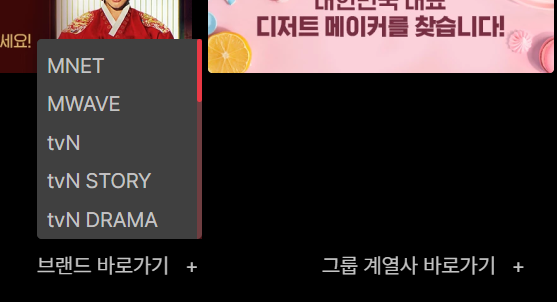 세요!
대한민국 대표
디저트 메이커를 찾습니다!
MNET
MWAVE
tvN
tvN STORY
tvN DRAMA
브랜드 바로가기 +
그룹 계열사 바로가기 +